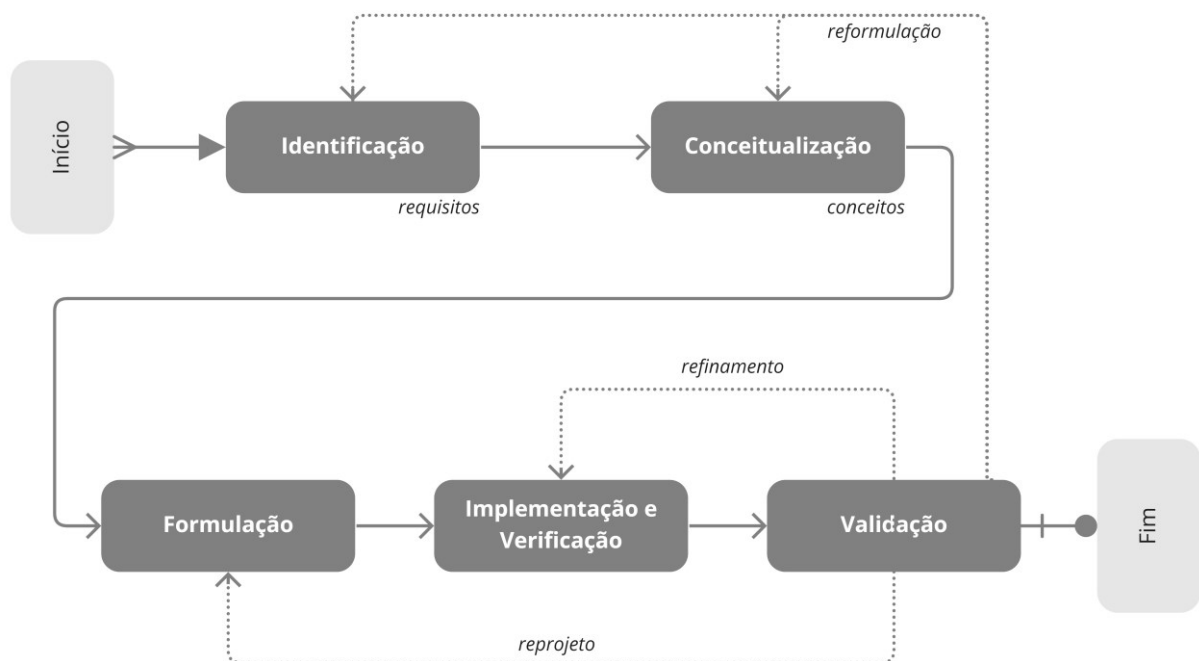 reformulação
Início
Identificação
Conceitualização
requisitos
conceitos
refinamento
Formulação
Implementação e
Verificação
Validação
Fim
reprojeto